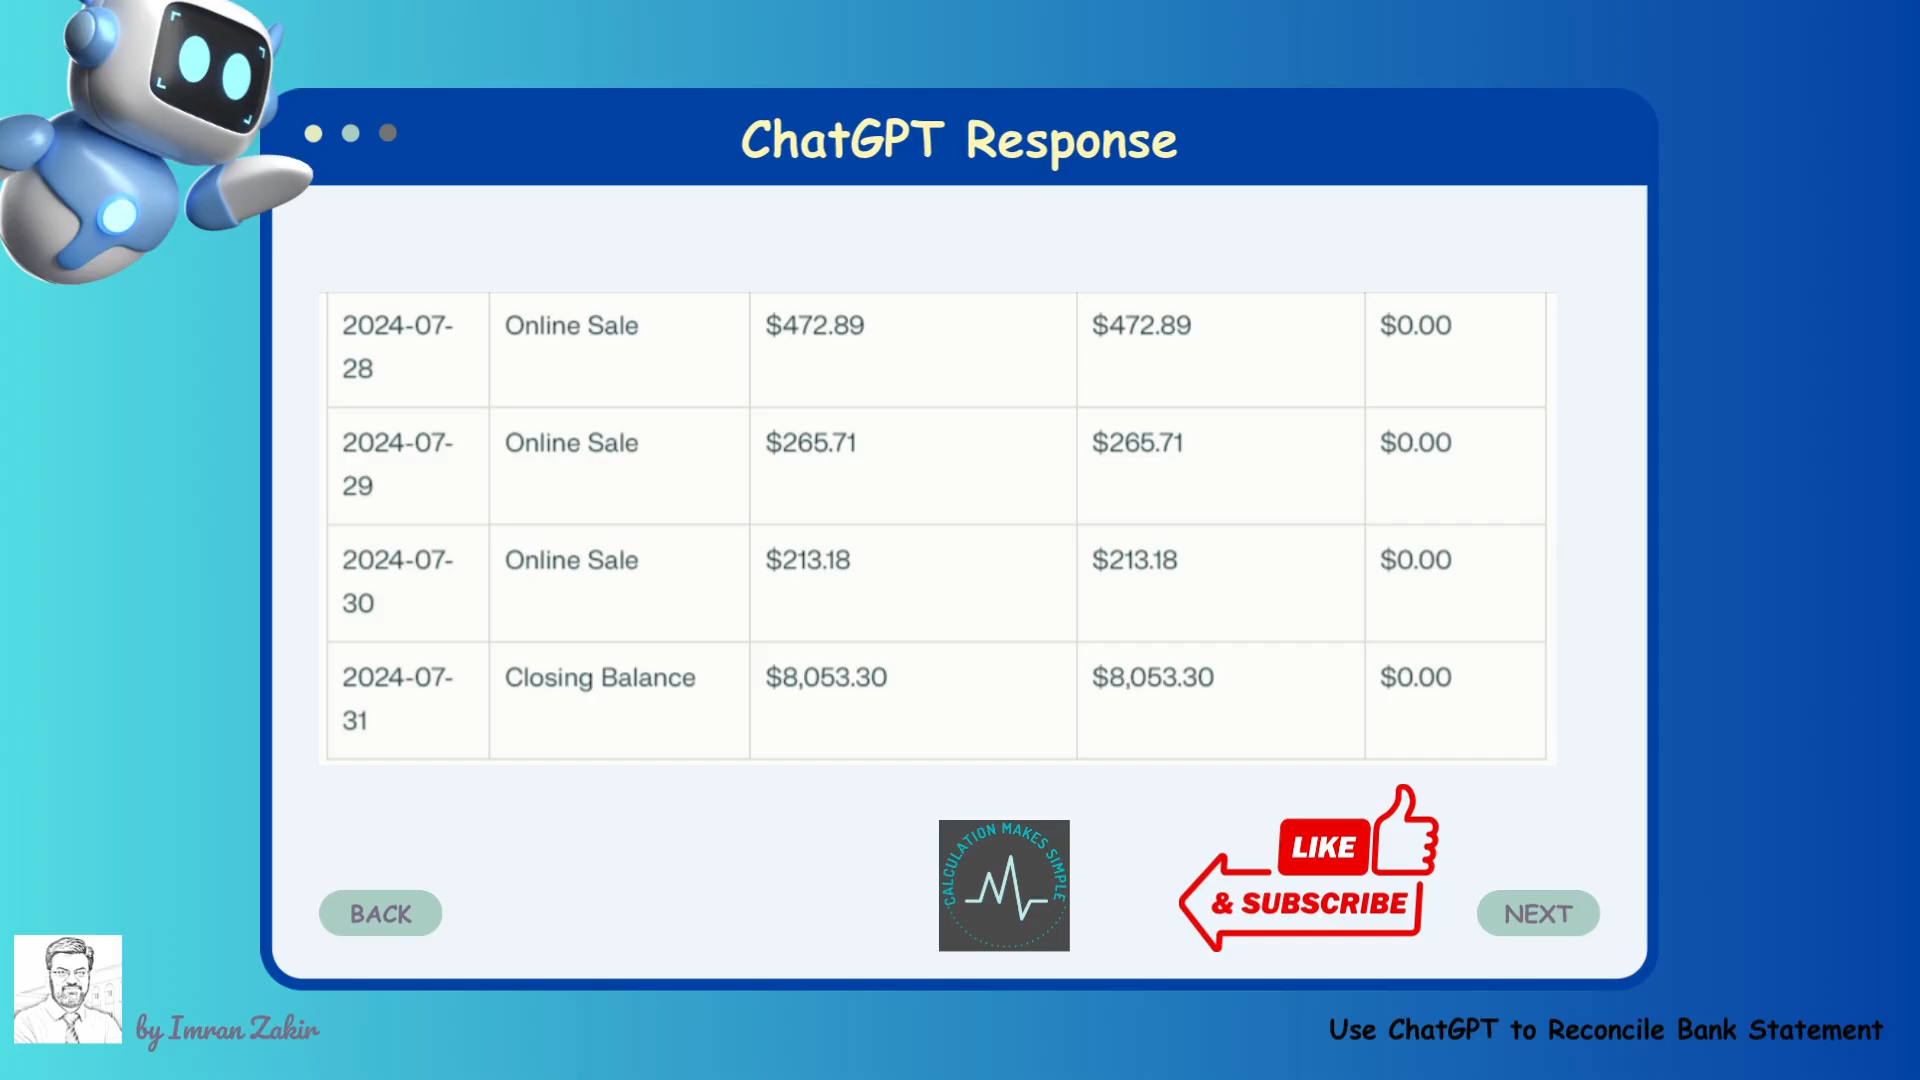 ChatGPT Response
2024-07-28 Online Sale $472.89 $472.89 $0.00
2024-07-29 Online Sale $265.71 $265.71 $0.00
2024-07-30 Online Sale $213.18 $213.18 $0.00
2024-07-31 Closing Balance $8,053.30 $8,053.30 $0.00
CALCULATION MAKES SIMPLE
LIKE
& SUBSCRIBE
BACK
NEXT
by Imran Zakir
Use ChatGPT to Reconcile Bank Statement